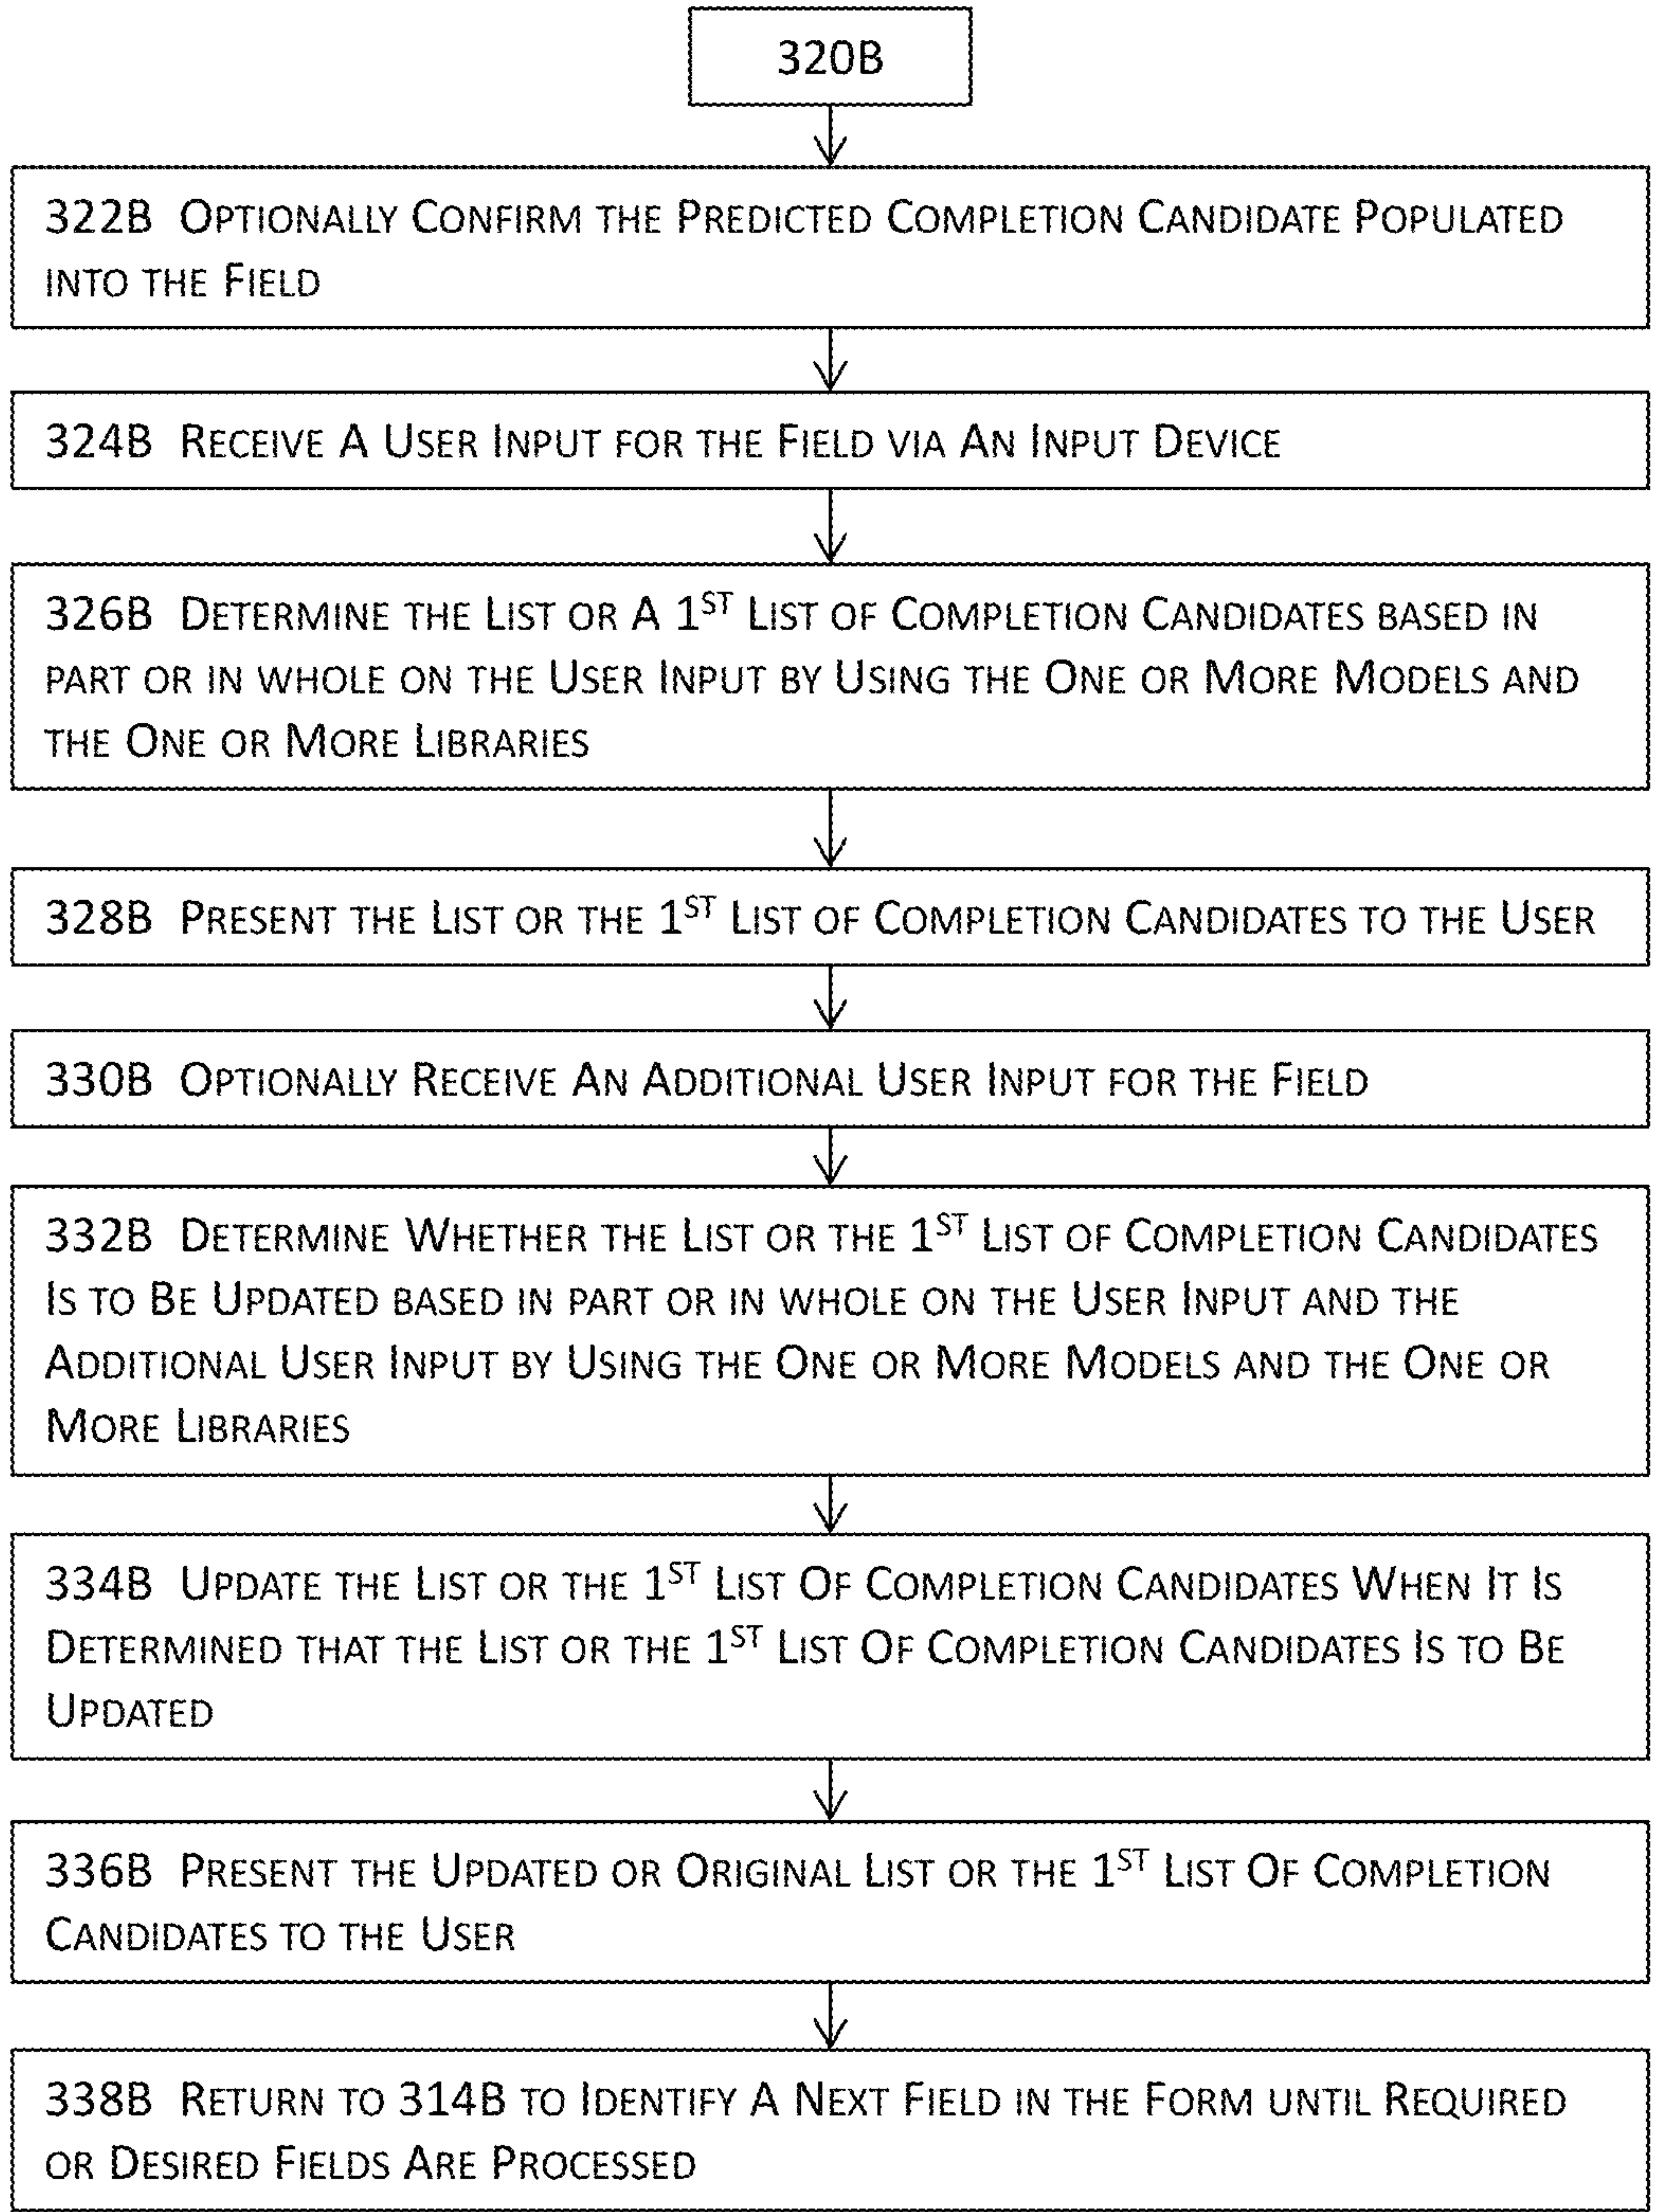 320B
322B Optionally Confirm the Predicted Completion Candidate Populated
into the Field
324B Receive A User Input for the Field via An Input Device
326B Determine the List or A 1ST List of Completion Candidates based in
part or in whole on the User Input by Using the One or More Models and
the One or More Libraries
328B Present the List or the 1ST List of Completion Candidates to the User
330B Optionally Receive An Additional User Input for the Field
332B Determine Whether the List or the 1ST List of Completion Candidates
Is to Be Updated based in part or in whole on the User Input and the
Additional User Input by Using the One or More Models and the One or
More Libraries
334B Update the List or the 1ST List Of Completion Candidates When It Is
Determined that the List or the 1ST List Of Completion Candidates Is to Be
Updated
336B Present the Updated or Original List or the 1ST List Of Completion
Candidates to the User
338B Return to 314B to Identify A Next Field in the Form until Required
or Desired Fields Are Processed